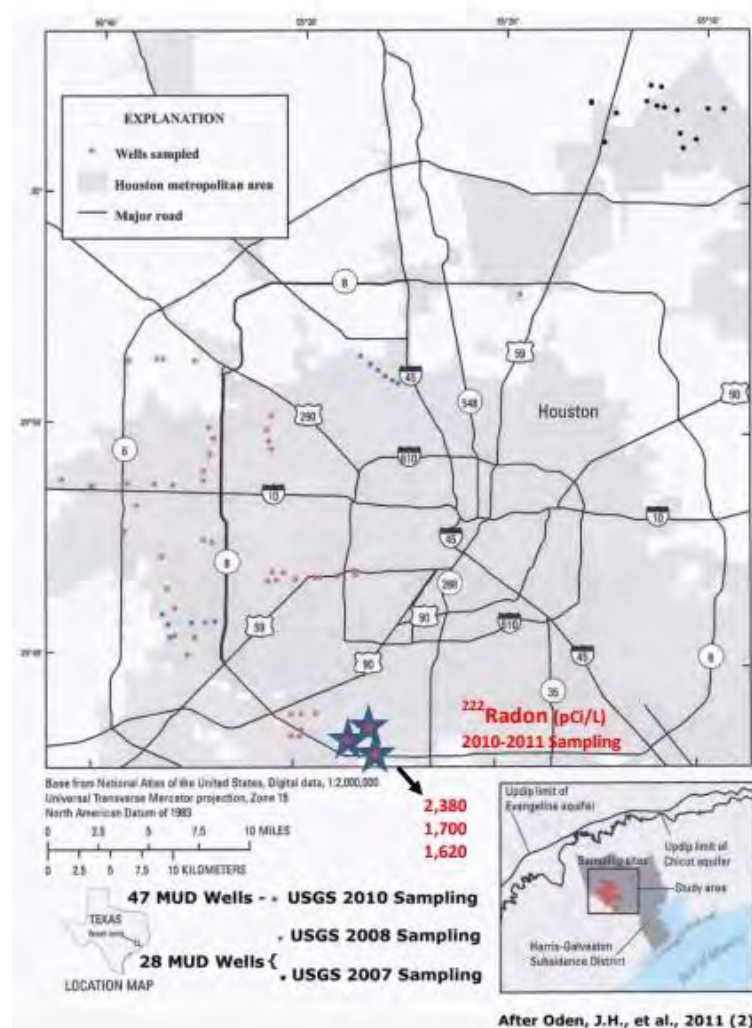 95°20'
EXPLANATION
Wells sampled
Houston metropolitan area
Major road
8
45
59
290
548
90
Houston
6
610
10
45
10
8
288
59
90
610
45
8
90
35
²²²Radon (pCi/L)
2010-2011 Sampling
Base from National Atlas of the United States, Digital data, 1:2,000,000
Universal Transverse Mercator projection, Zone 15
North American Datum of 1983
0 2.5 5 7.5 10 MILES
0 2.5 5 7.5 10 KILOMETERS
2,380
1,700
1,620
47 MUD Wells - • USGS 2010 Sampling
• USGS 2008 Sampling
28 MUD Wells {
• USGS 2007 Sampling
TEXAS
LOCATION MAP
Updip limit of
Evangeline aquifer
Updip limit of
Chicot aquifer
Sampling sites
Study area
Harris-Galveston
Subsidence District
After Oden, J.H., et al., 2011 (2)